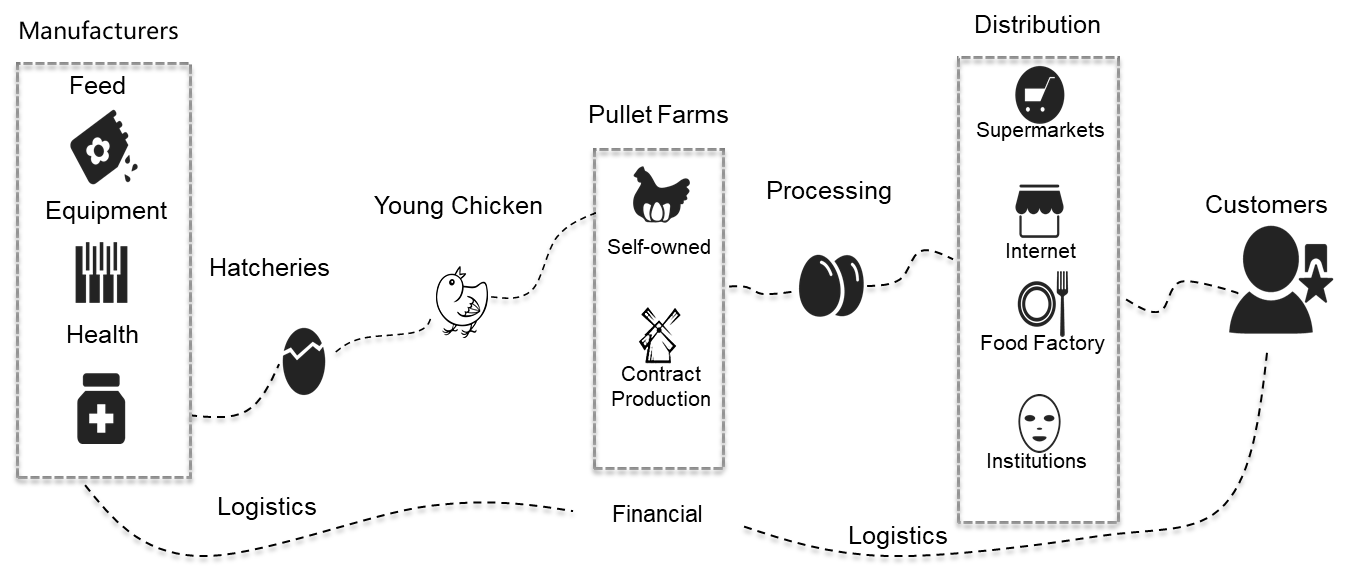 Manufacturers
Feed
Equipment
Health
Hatcheries
Young Chicken
Pullet Farms
Self-owned
Contract
Production
Processing
Distribution
Supermarkets
Internet
Food Factory
Institutions
Customers
Logistics
Financial
Logistics